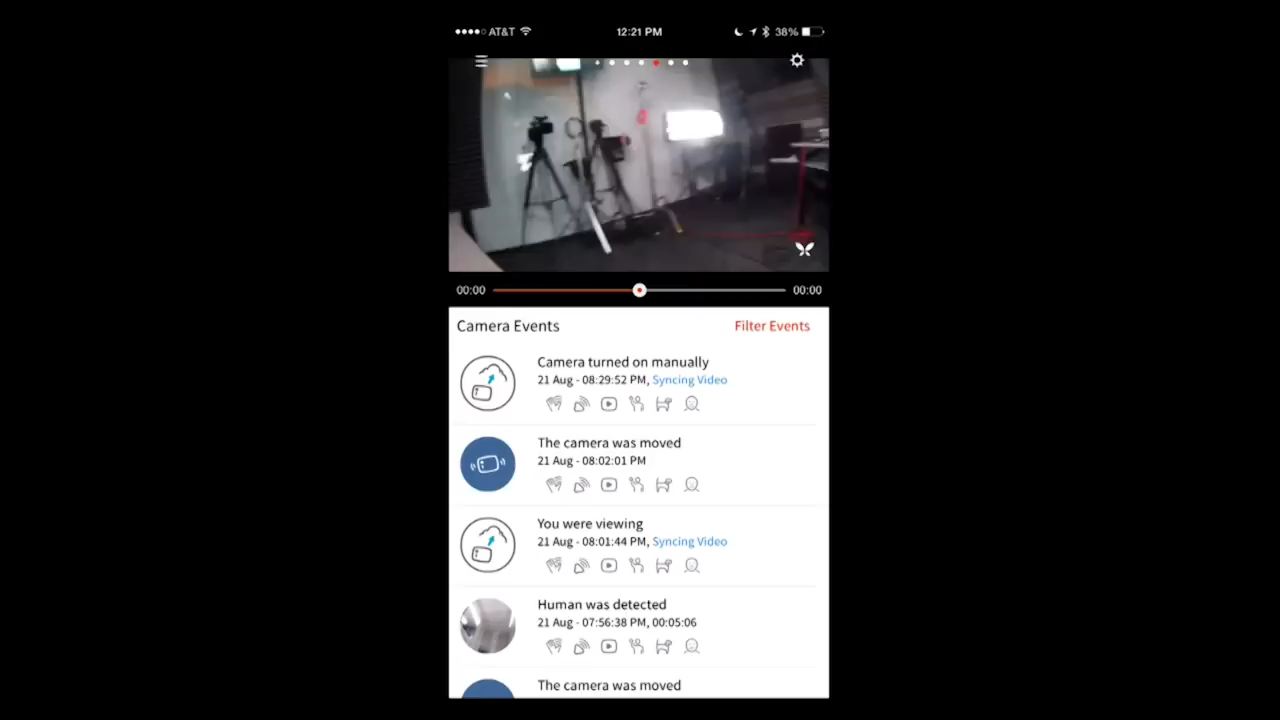 AT&T 12:21 PM 38%
00:00 00:00
Camera Events Filter Events
Camera turned on manually
21 Aug - 08:29:52 PM, Syncing Video
The camera was moved
21 Aug - 08:02:01 PM
You were viewing
21 Aug - 08:01:44 PM, Syncing Video
Human was detected
21 Aug - 07:56:38 PM, 00:05:06
The camera was moved